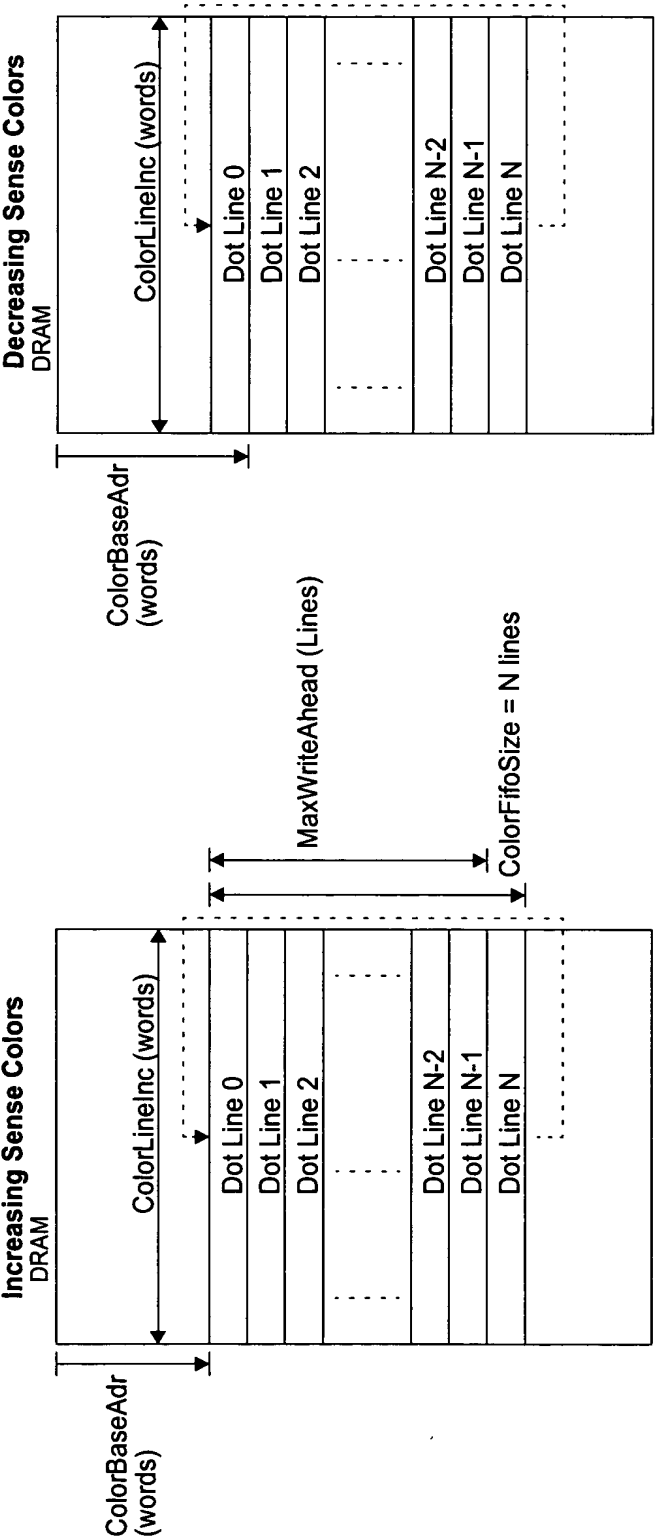 Increasing Sense Colors
DRAM
ColorBaseAdr
(words)
ColorLineInc (words)
Dot Line 0
Dot Line 1
Dot Line 2
Dot Line N-2
Dot Line N-1
Dot Line N
MaxWriteAhead (Lines)
ColorFifoSize = N lines
Decreasing Sense Colors
DRAM
ColorBaseAdr
(words)
ColorLineInc (words)
Dot Line 0
Dot Line 1
Dot Line 2
Dot Line N-2
Dot Line N-1
Dot Line N